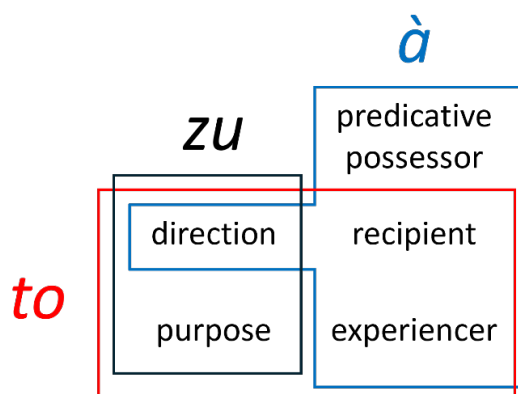 à
zu
predicative
possessor
direction recipient
to
purpose experiencer